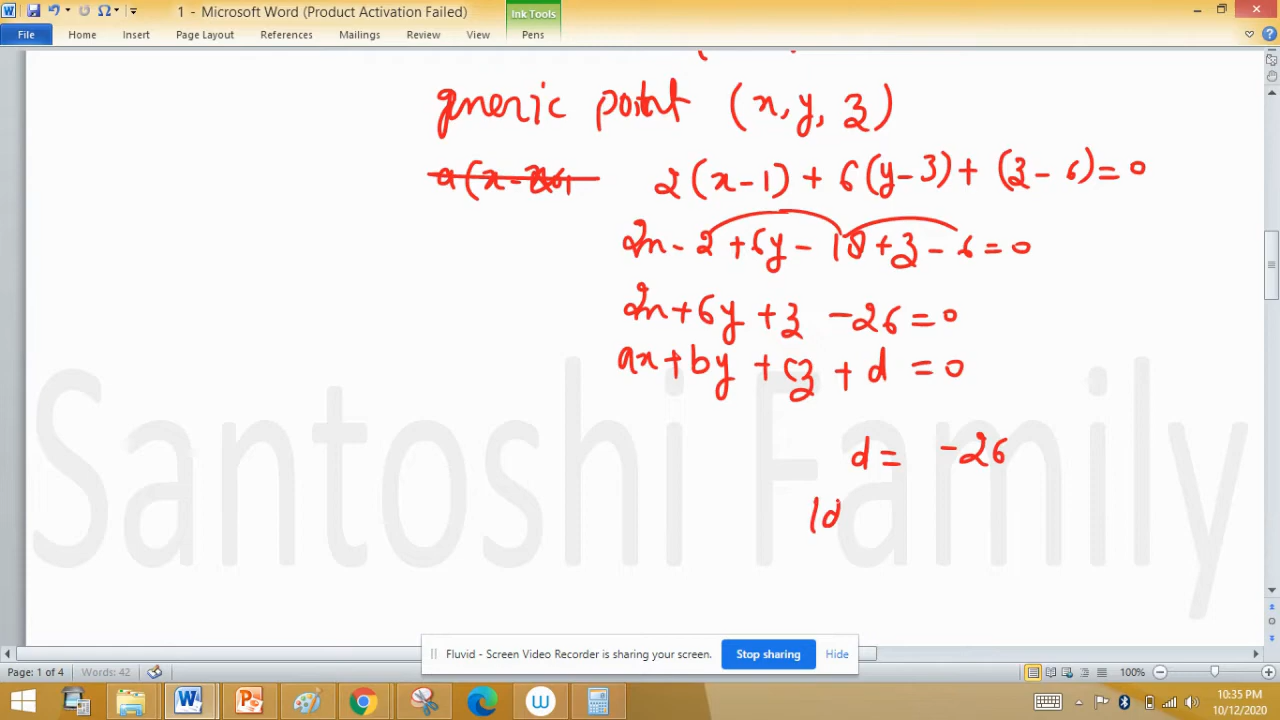 1 - Microsoft Word (Product Activation Failed)
Ink Tools
File Home Insert Page Layout References Mailings Review View Pens
generic point (x, y, z)
2(x-1) + 6(y-3) + (z-6) = 0
2x - 2 + 6y - 18 + z - 6 = 0
2x + 6y + z - 26 = 0
ax + by + cz + d = 0
d = -26
|d
Santoshi Family
Fluvid - Screen Video Recorder is sharing your screen. Stop sharing Hide
Page: 1 of 4 Words: 42 100%
10:35 PM
10/12/2020